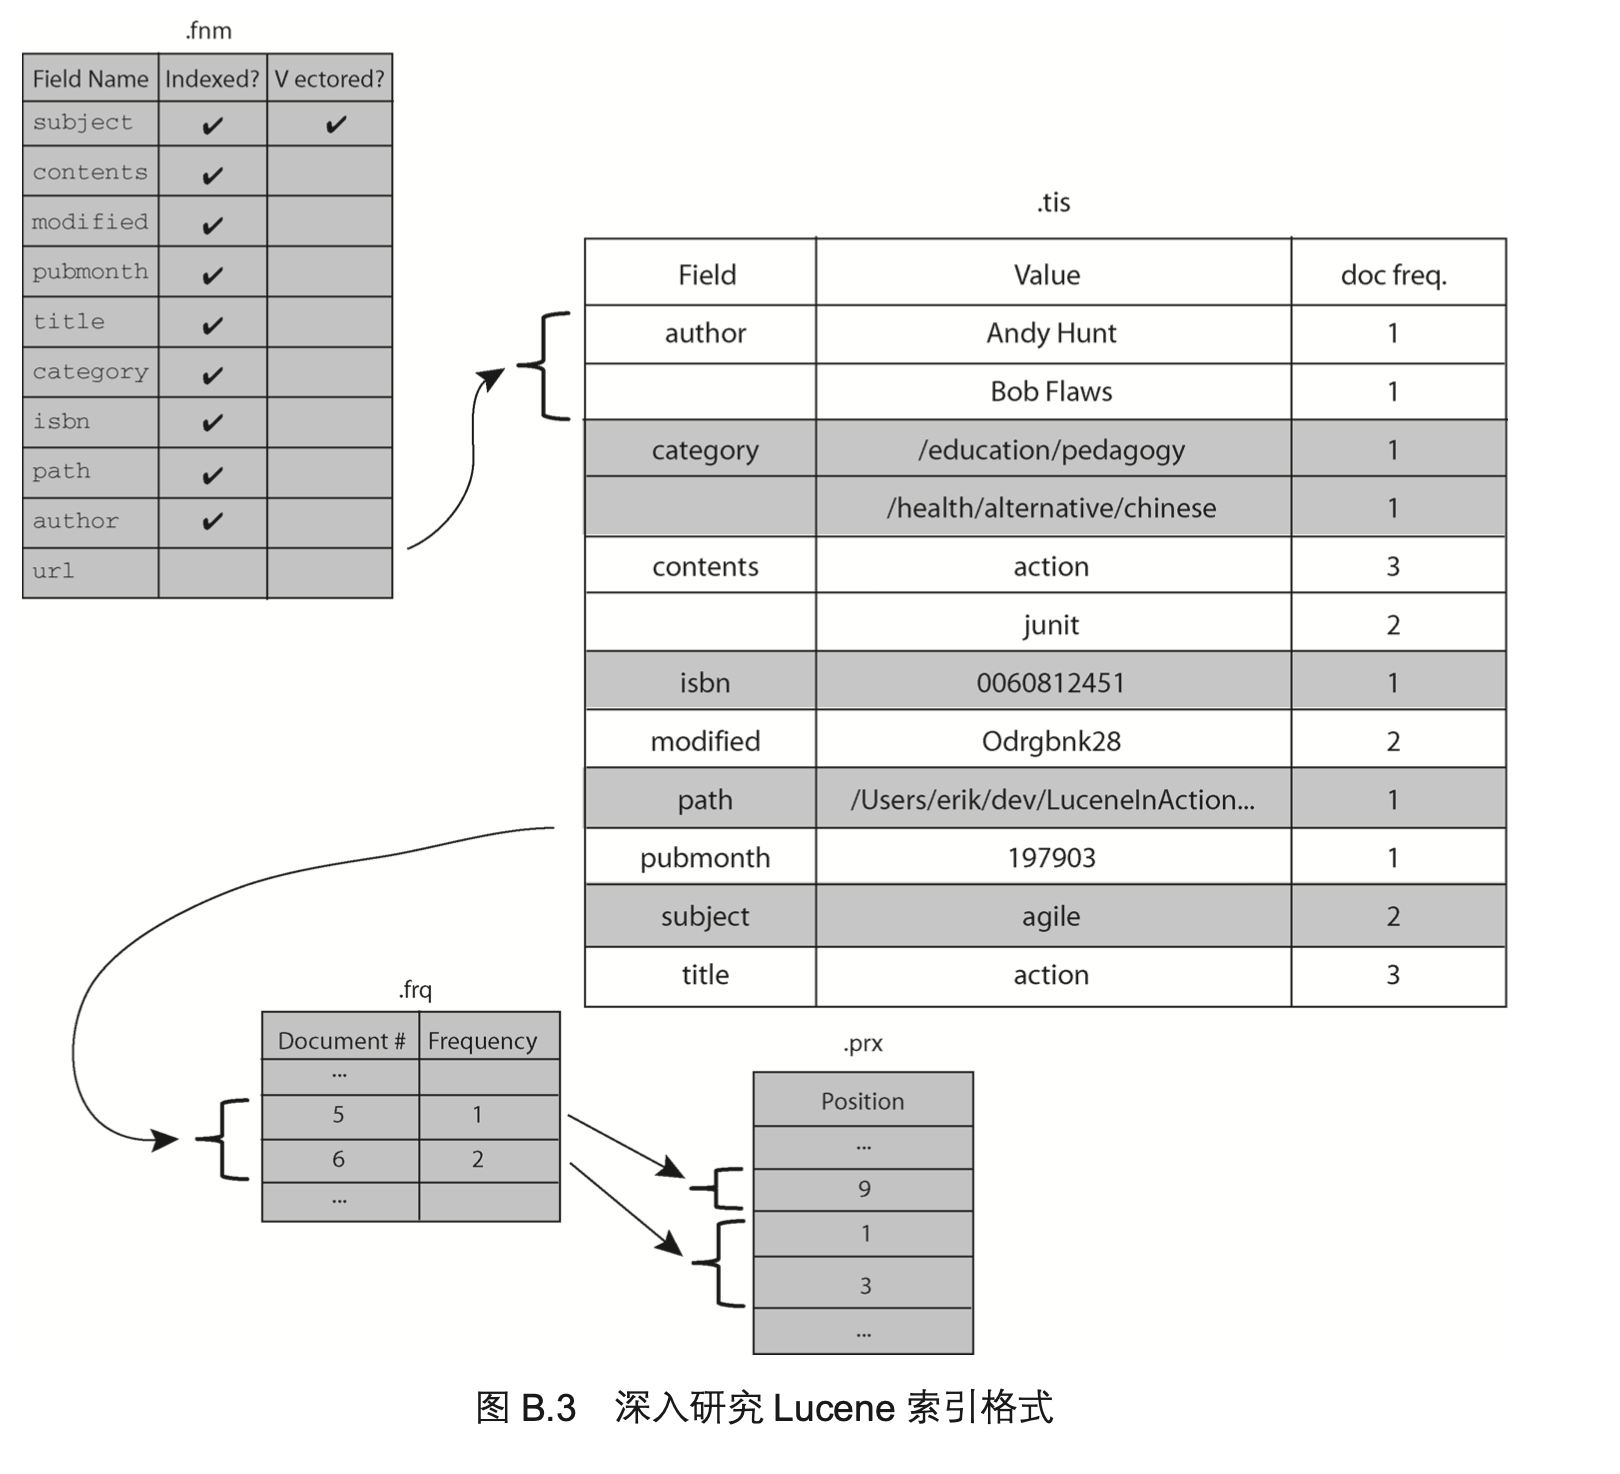 .fnm
Field Name Indexed? V ectored?
subject ✔ ✔
contents ✔
modified ✔
pubmonth ✔
title ✔
category ✔
isbn ✔
path ✔
author ✔
url
.tis
Field Value doc freq.
author Andy Hunt 1
Bob Flaws 1
category /education/pedagogy 1
/health/alternative/chinese 1
contents action 3
junit 2
isbn 0060812451 1
modified Odrgbnk28 2
path /Users/erik/dev/LuceneInAction... 1
pubmonth 197903 1
subject agile 2
title action 3
.frq
Document # Frequency
...
5 1
6 2
...
.prx
Position
...
9
1
3
...
图 B.3 深入研究 Lucene 索引格式